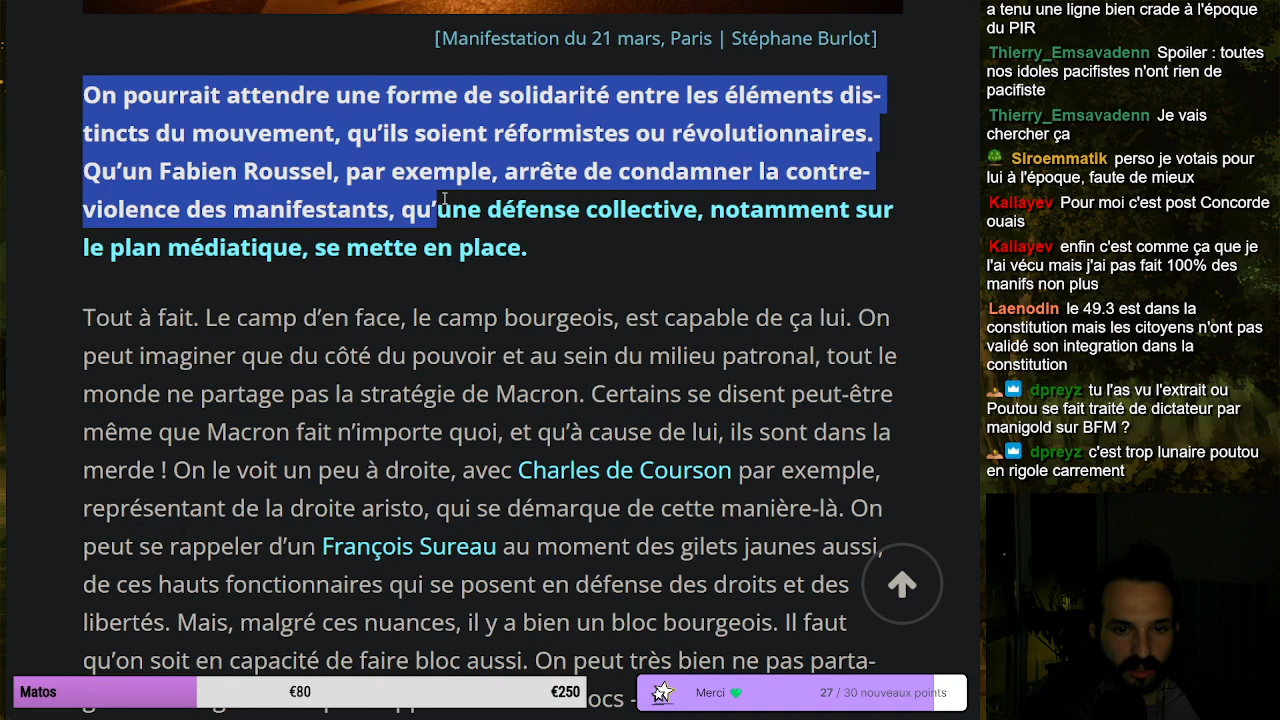 [Manifestation du 21 mars, Paris | Stéphane Burlot]
On pourrait attendre une forme de solidarité entre les éléments dis-
tincts du mouvement, qu’ils soient réformistes ou révolutionnaires.
Qu’un Fabien Roussel, par exemple, arrête de condamner la contre-
violence des manifestants, qu’une défense collective, notamment sur
le plan médiatique, se mette en place.
Tout à fait. Le camp d’en face, le camp bourgeois, est capable de ça lui. On
peut imaginer que du côté du pouvoir et au sein du milieu patronal, tout le
monde ne partage pas la stratégie de Macron. Certains se disent peut-être
même que Macron fait n’importe quoi, et qu’à cause de lui, ils sont dans la
merde ! On le voit un peu à droite, avec Charles de Courson par exemple,
représentant de la droite aristo, qui se démarque de cette manière-là. On
peut se rappeler d’un François Sureau au moment des gilets jaunes aussi,
de ces hauts fonctionnaires qui se posent en défense des droits et des
libertés. Mais, malgré ces nuances, il y a bien un bloc bourgeois. Il faut
qu’on soit en capacité de faire bloc aussi. On peut très bien ne pas parta-
ocs
Matos
€80
€250
Merci
27 / 30 nouveaux points
a tenu une ligne bien crade à l'époque
du PIR
Thierry_Emsavadenn Spoiler : toutes
nos idoles pacifistes n'ont rien de
pacifiste
Thierry_Emsavadenn Je vais
chercher ça
Siroemmatik perso je votais pour
lui à l'époque, faute de mieux
Kaliayev Pour moi c'est post Concorde
ouais
Kaliayev enfin c'est comme ça que je
l'ai vécu mais j'ai pas fait 100% des
manifs non plus
Laenodin le 49.3 est dans la
constitution mais les citoyens n'ont pas
validé son integration dans la
constitution
dpreyz tu l'as vu l'extrait ou
Poutou se fait traité de dictateur par
manigold sur BFM ?
dpreyz c'est trop lunaire poutou
en rigole carrement